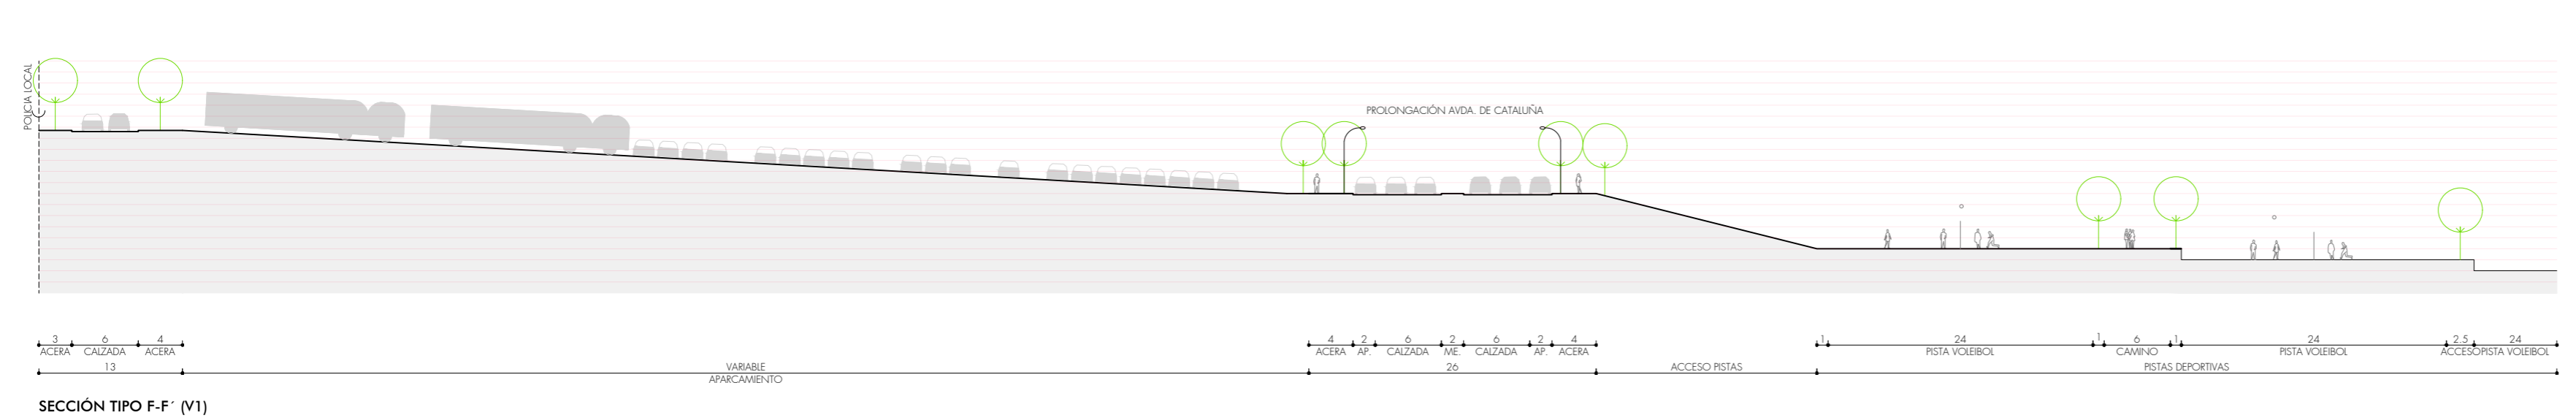 POLICIA LOCAL
PROLONGACIÓN AVDA. DE CATALUÑA
3 6 4 4 2 6 2 6 2 4 1 24 1 6 1 24 2.5 24
ACERA CALZADA ACERA ACERA AP. CALZADA ME. CALZADA AP. ACERA PISTA VOLEIBOL CAMINO PISTA VOLEIBOL ACCESO PISTA VOLEIBOL
13 VARIABLE 26 ACCESO PISTAS PISTAS DEPORTIVAS
APARCAMIENTO
SECCIÓN TIPO F-F´ (V1)